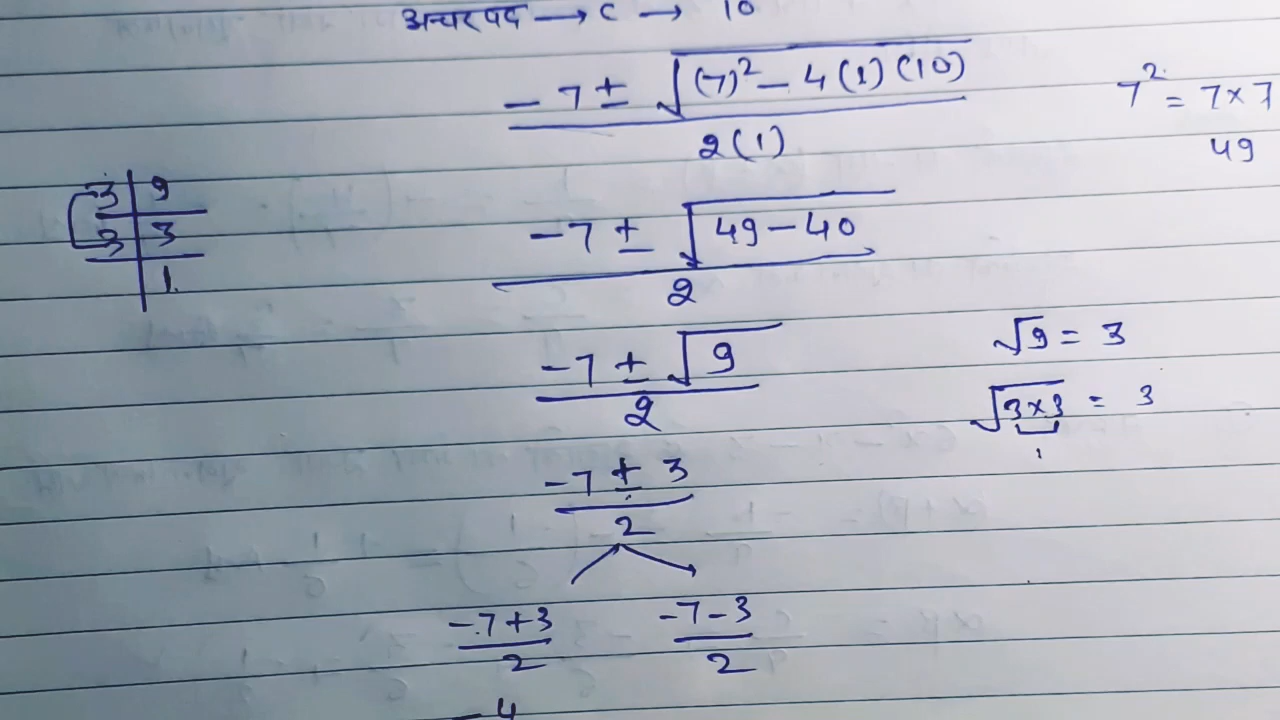 अचर पद → c → 10
-7 ± √(7)² - 4(1)(10)
2(1)
7² = 7×7
49
3 | 9
3 | 3
1
-7 ± √49-40
2
-7 ± √9
2
√9 = 3
√3×3 = 3
-7 ± 3
2
-7+3
2
-7-3
2
-4